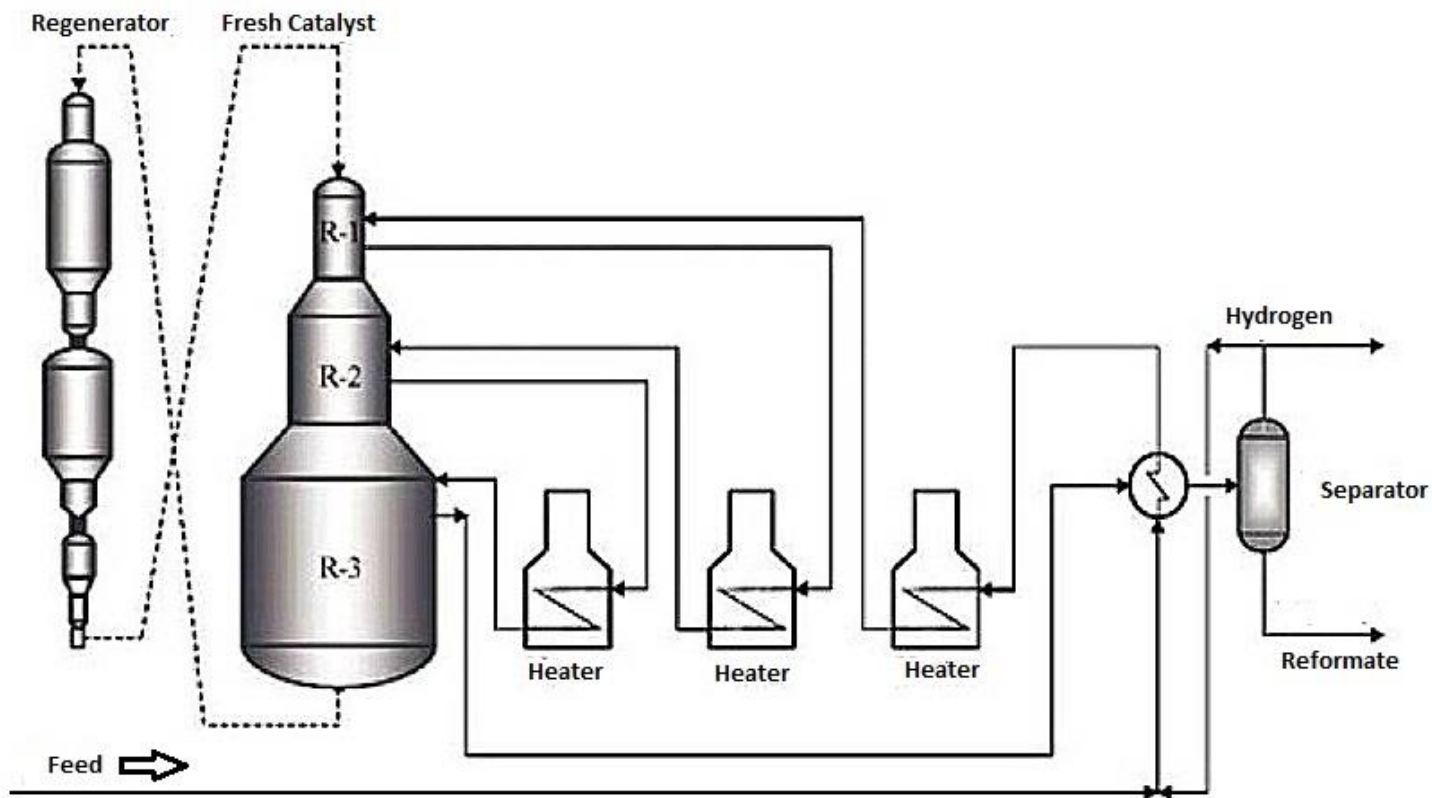 Regenerator
Fresh Catalyst
R-1
Hydrogen
R-2
Separator
R-3
Heater
Heater
Heater
Reformate
Feed